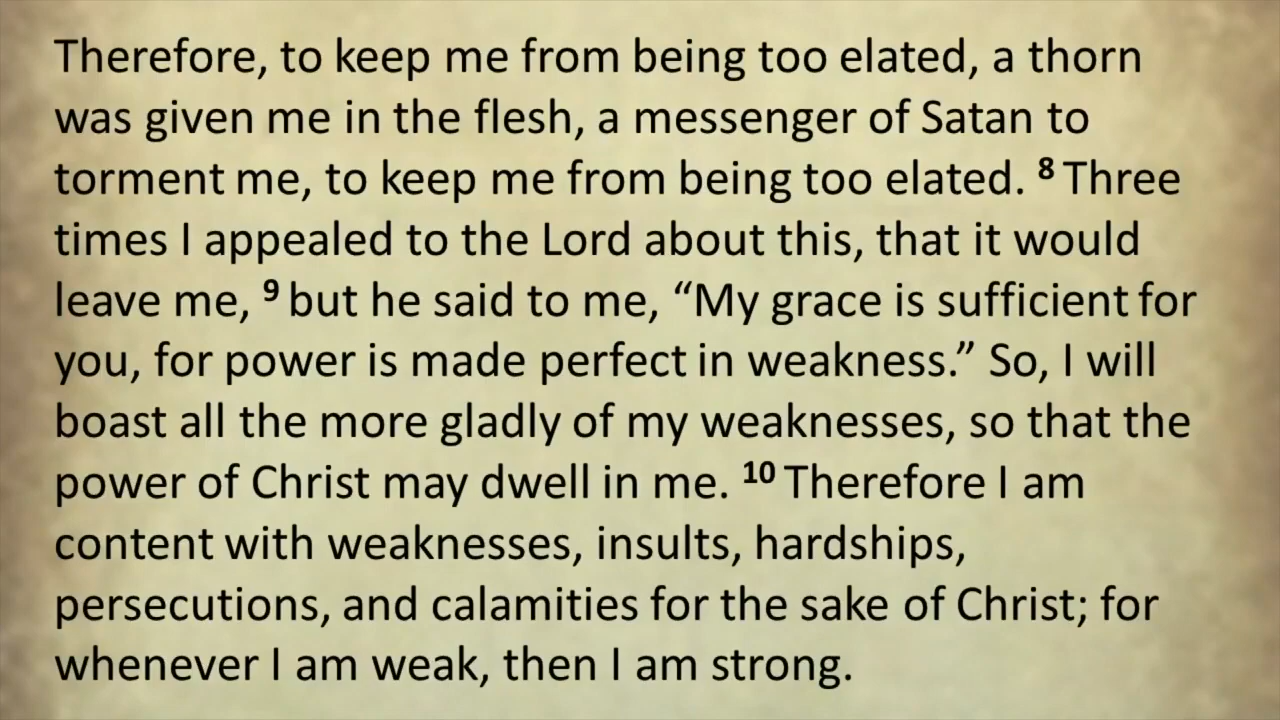 Therefore, to keep me from being too elated, a thorn
was given me in the flesh, a messenger of Satan to
torment me, to keep me from being too elated. 8 Three
times I appealed to the Lord about this, that it would
leave me, 9 but he said to me, “My grace is sufficient for
you, for power is made perfect in weakness.” So, I will
boast all the more gladly of my weaknesses, so that the
power of Christ may dwell in me. 10 Therefore I am
content with weaknesses, insults, hardships,
persecutions, and calamities for the sake of Christ; for
whenever I am weak, then I am strong.